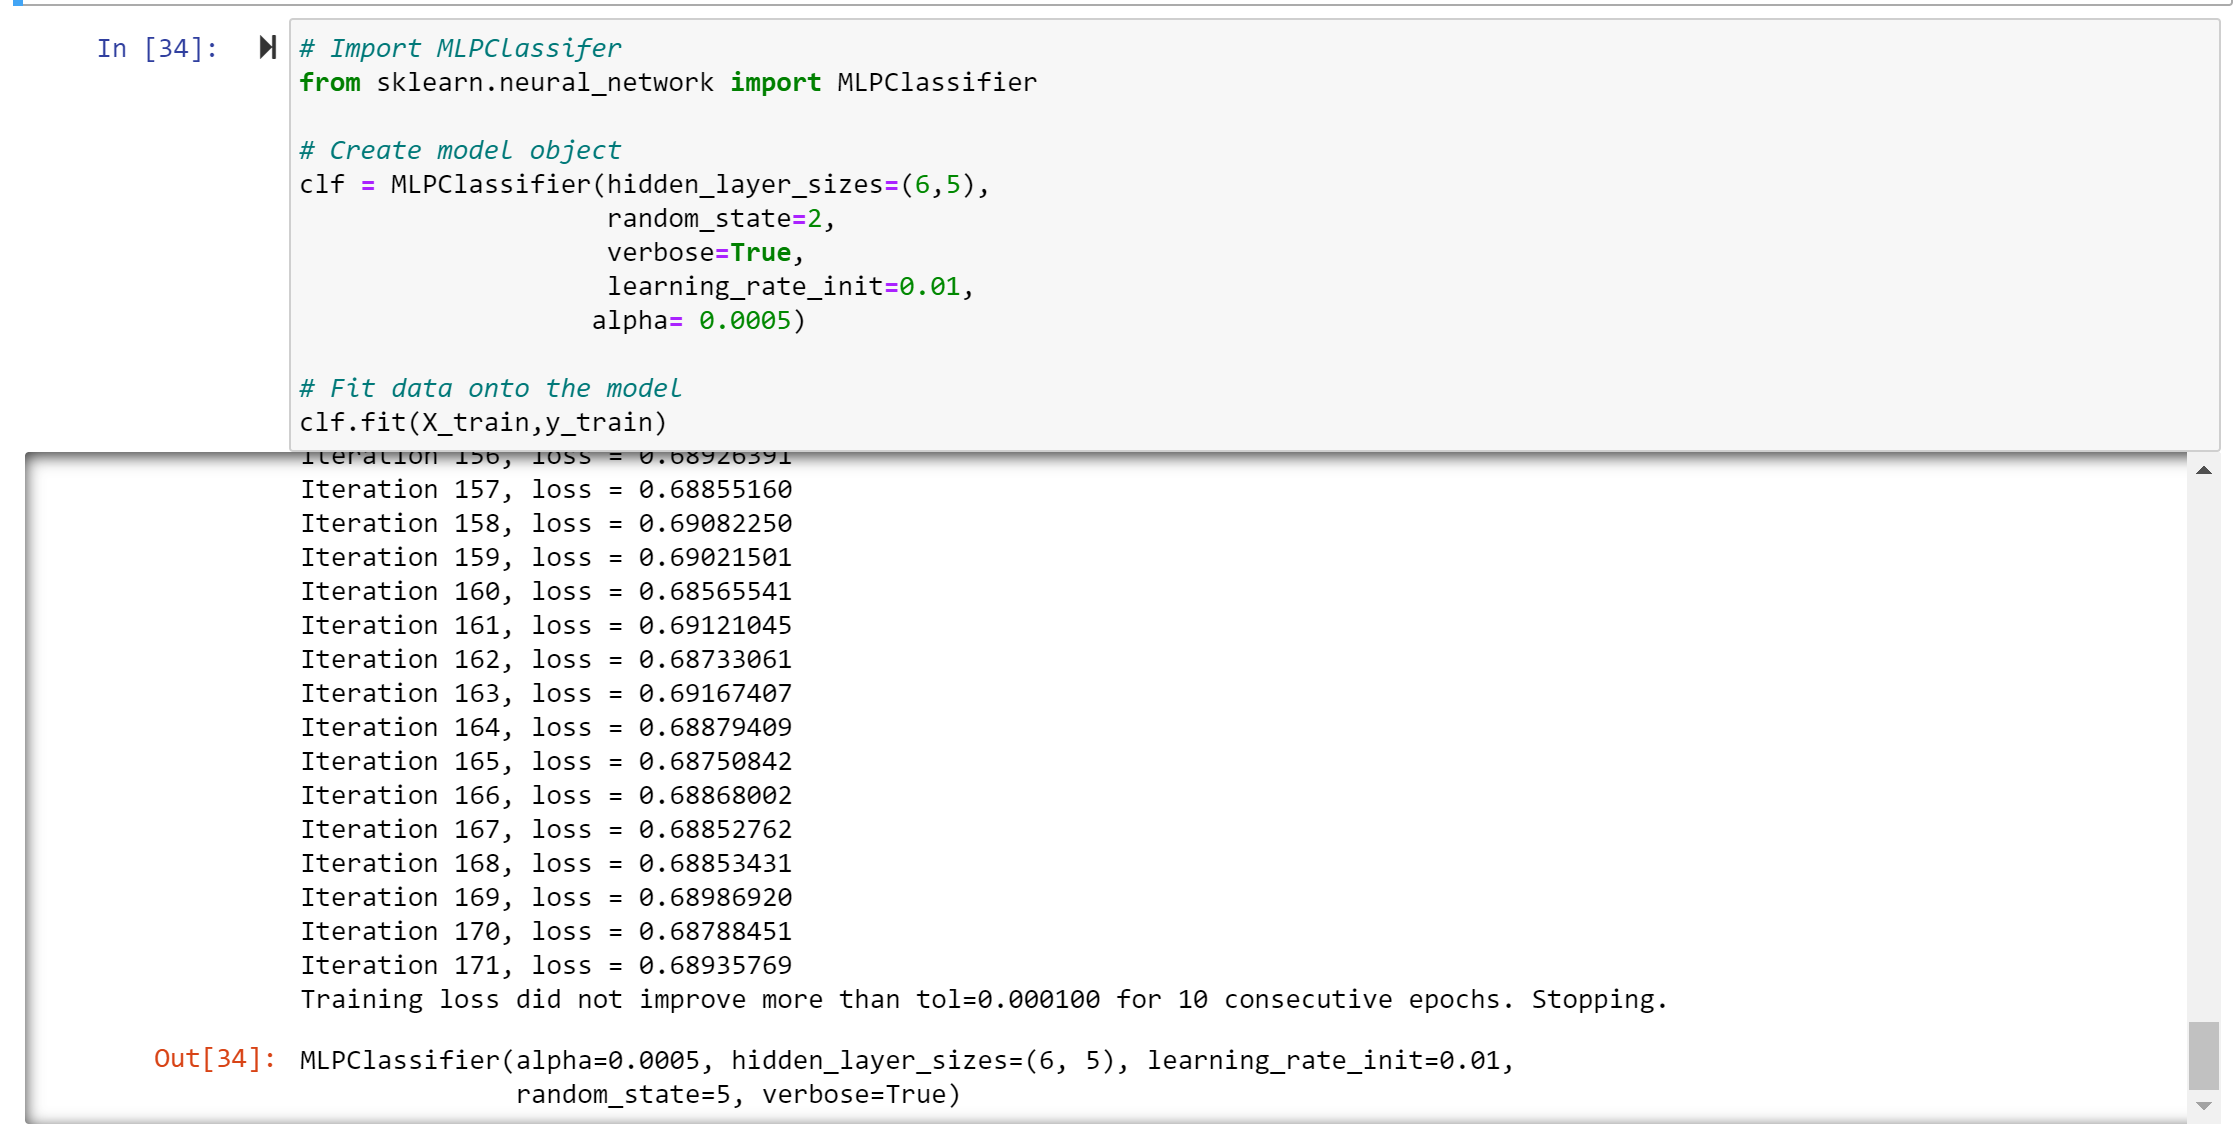 In [34]:
# Import MLPClassifer
from sklearn.neural_network import MLPClassifier
# Create model object
clf = MLPClassifier(hidden_layer_sizes=(6,5),
random_state=2,
verbose=True,
learning_rate_init=0.01,
alpha= 0.0005)
# Fit data onto the model
clf.fit(X_train,y_train)
Iteration 156, loss = 0.68926391
Iteration 157, loss = 0.68855160
Iteration 158, loss = 0.69082250
Iteration 159, loss = 0.69021501
Iteration 160, loss = 0.68565541
Iteration 161, loss = 0.69121045
Iteration 162, loss = 0.68733061
Iteration 163, loss = 0.69167407
Iteration 164, loss = 0.68879409
Iteration 165, loss = 0.68750842
Iteration 166, loss = 0.68868002
Iteration 167, loss = 0.68852762
Iteration 168, loss = 0.68853431
Iteration 169, loss = 0.68986920
Iteration 170, loss = 0.68788451
Iteration 171, loss = 0.68935769
Training loss did not improve more than tol=0.000100 for 10 consecutive epochs. Stopping.
Out[34]: MLPClassifier(alpha=0.0005, hidden_layer_sizes=(6, 5), learning_rate_init=0.01,
random_state=5, verbose=True)